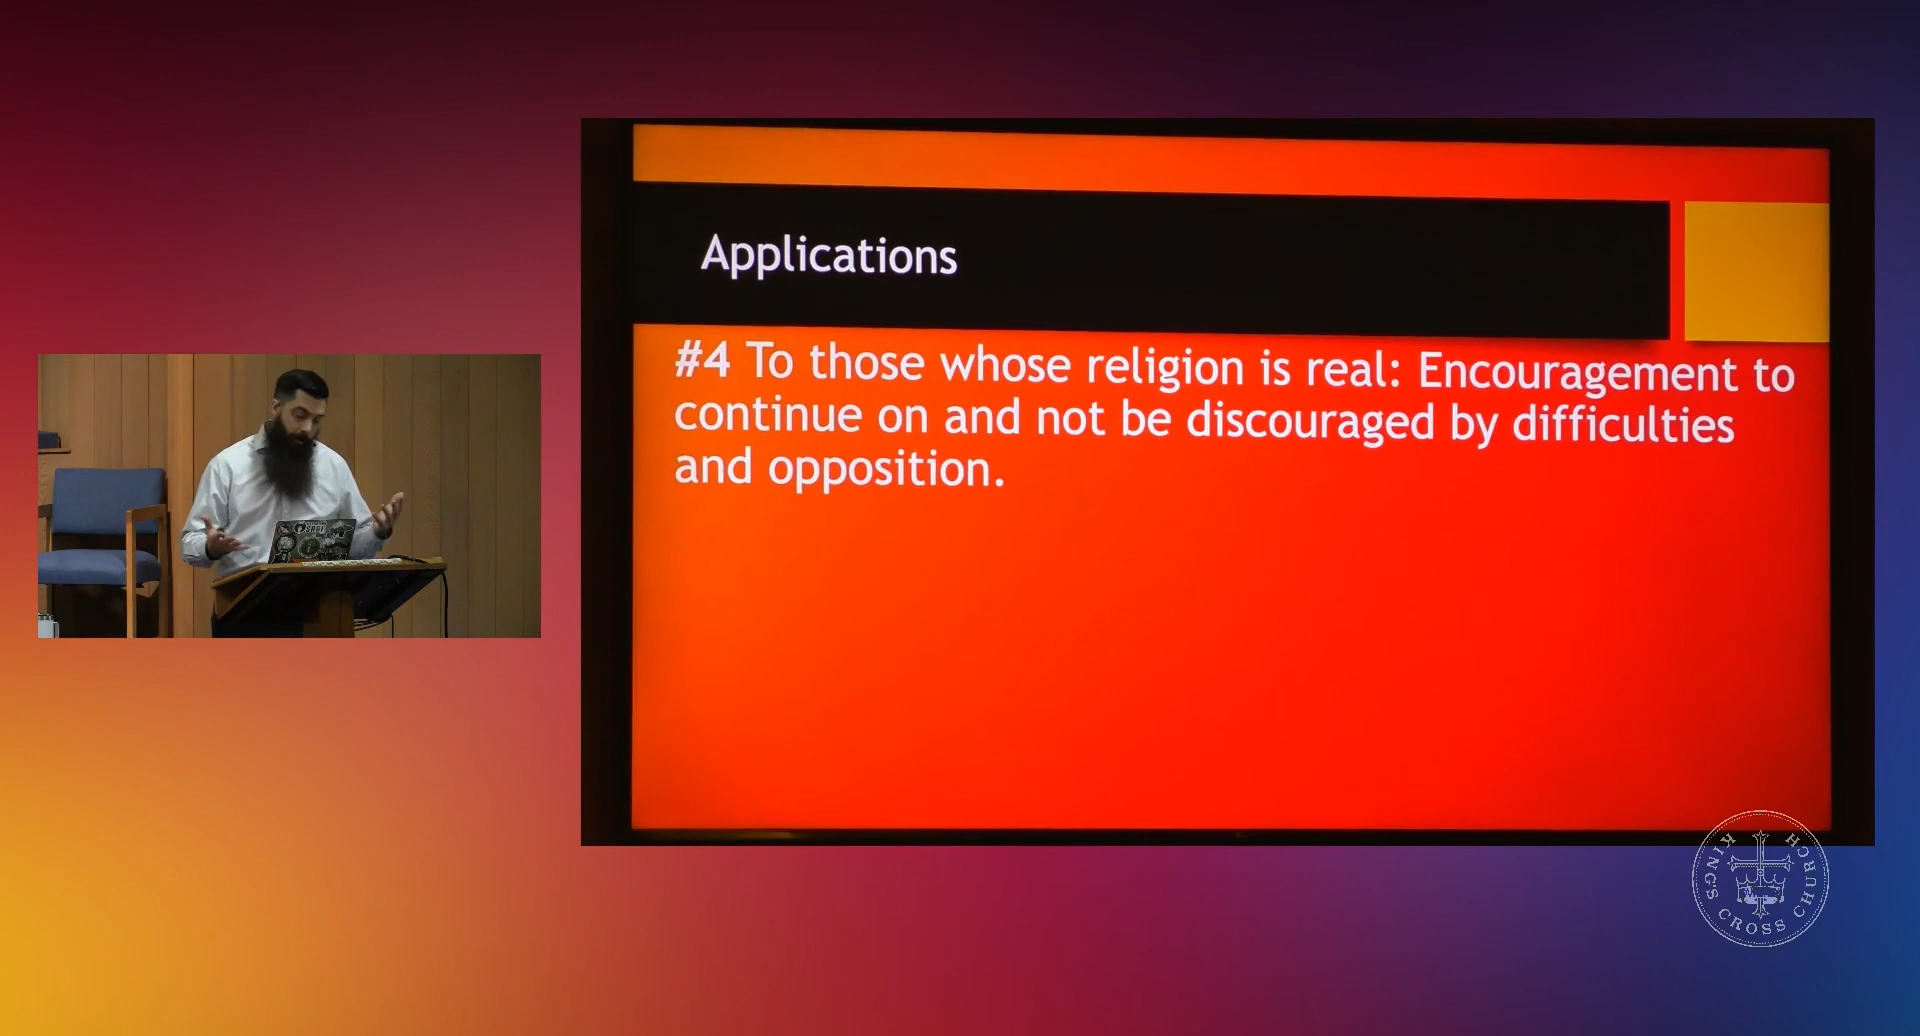 Applications
#4 To those whose religion is real: Encouragement to
continue on and not be discouraged by difficulties
and opposition.
KING'S CROSS CHURCH